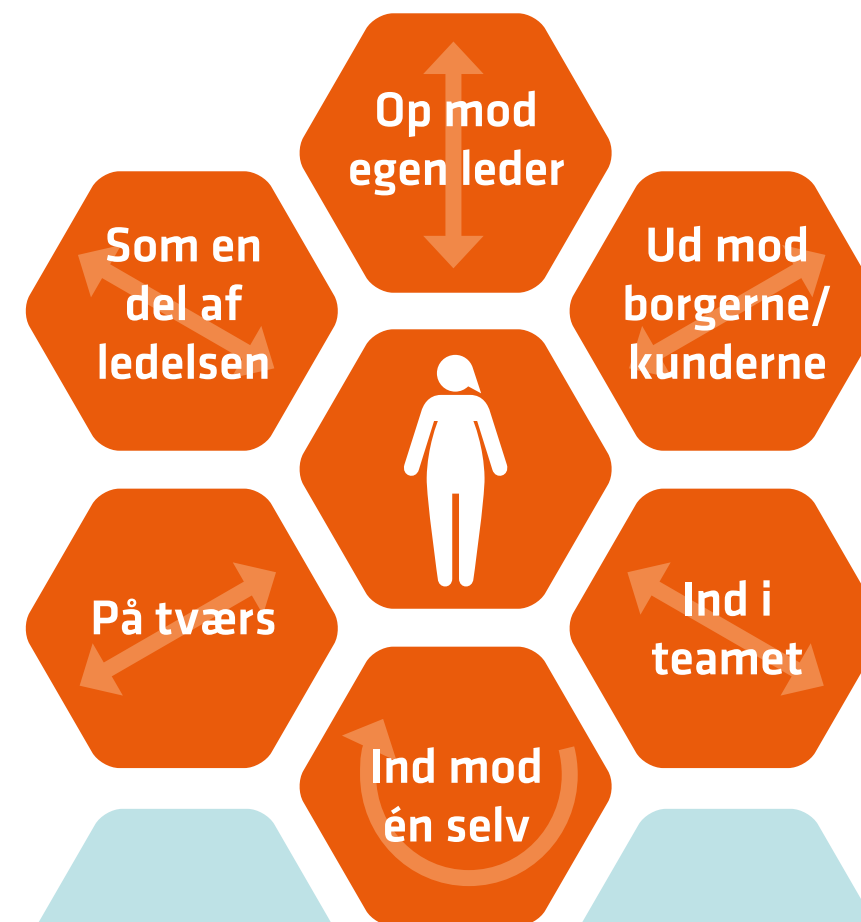 Op mod
egen leder
Som en
del af
ledelsen
Ud mod
borgerne/
kunderne
På tværs
Ind i
teamet
Ind mod
én selv